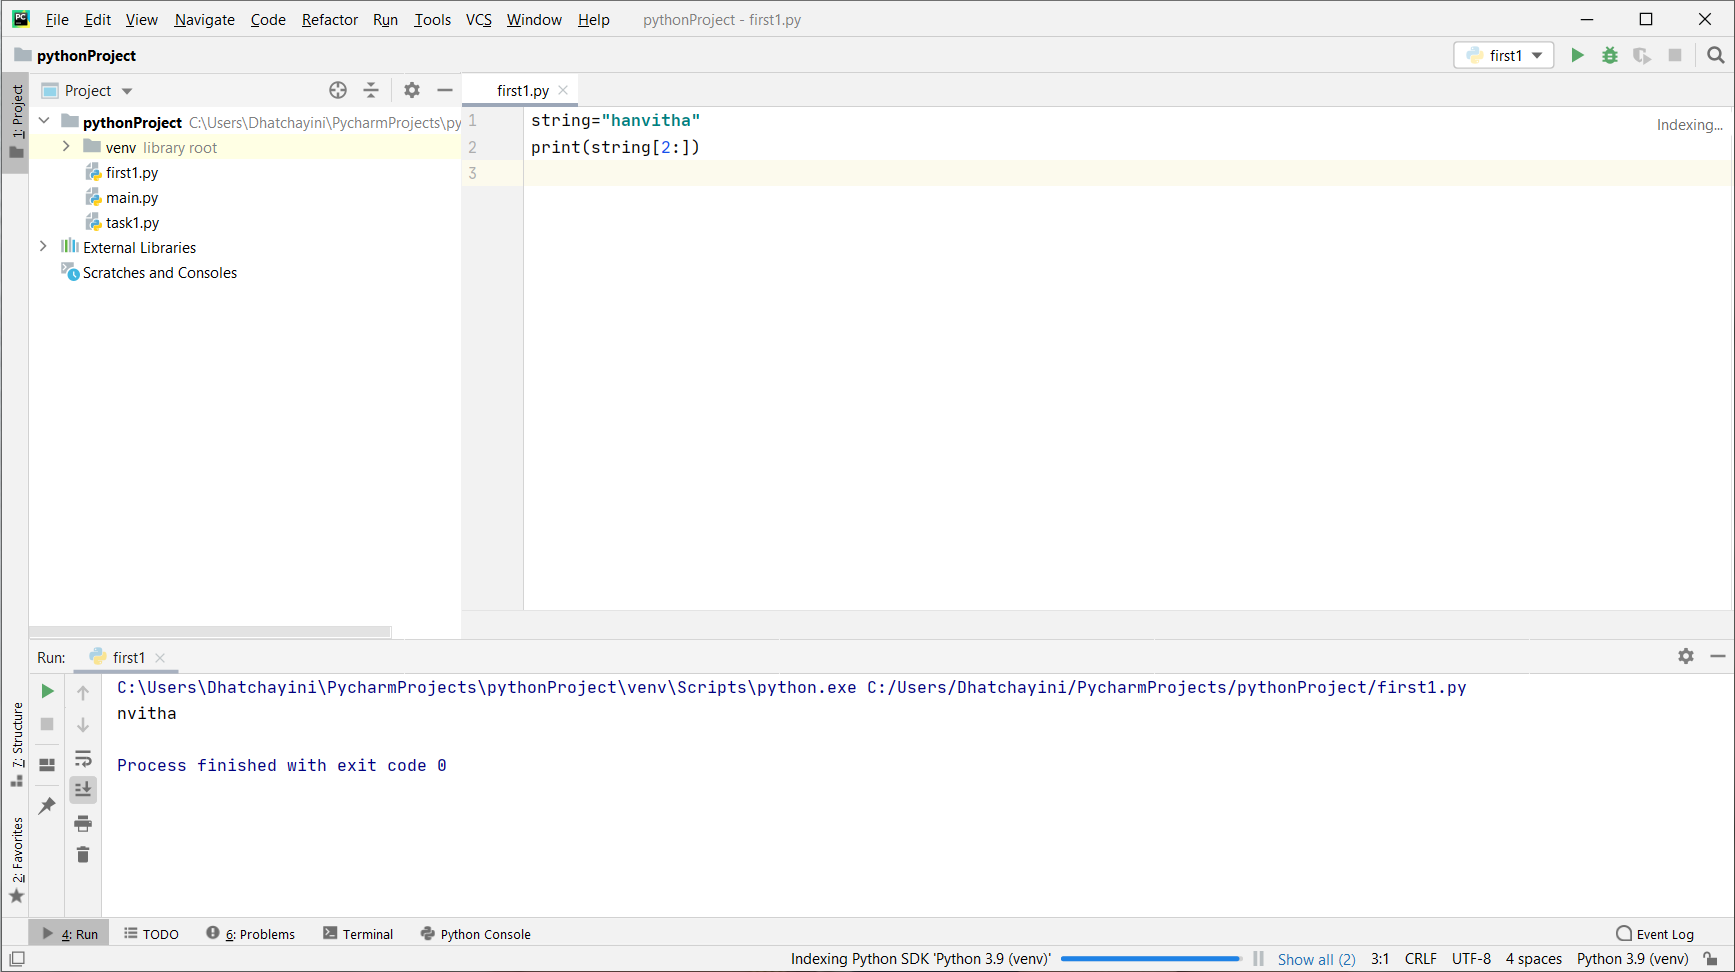 PC File Edit View Navigate Code Refactor Run Tools VCS Window Help pythonProject - first1.py
pythonProject first1
1: Project
Project
first1.py
pythonProject C:\Users\Dhatchayini\PycharmProjects\py
venv library root
first1.py
main.py
task1.py
External Libraries
Scratches and Consoles
1 string="hanvitha"
2 print(string[2:])
3
Indexing...
Run: first1
C:\Users\Dhatchayini\PycharmProjects\pythonProject\venv\Scripts\python.exe C:/Users/Dhatchayini/PycharmProjects/pythonProject/first1.py
nvitha
Process finished with exit code 0
7: Structure
2: Favorites
4: Run TODO 6: Problems Terminal Python Console Event Log
Indexing Python SDK 'Python 3.9 (venv)' Show all (2) 3:1 CRLF UTF-8 4 spaces Python 3.9 (venv)